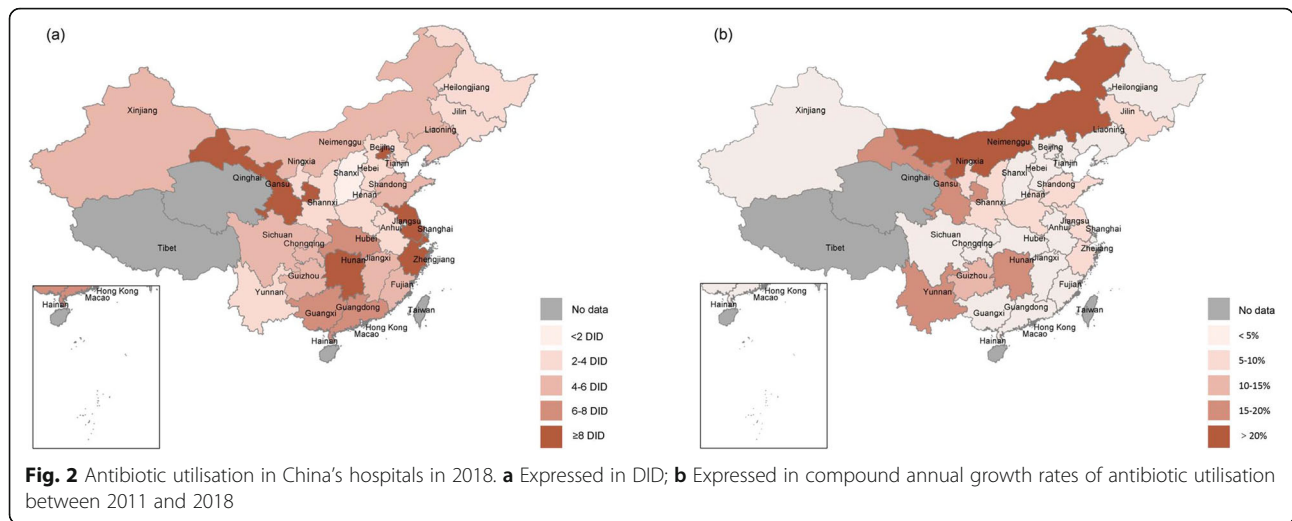 (a)
Heilongjiang
Xinjiang
Jilin
Liaoning
Neimenggu
Beijing
Tianjin
Ningxia
Hebei
Shanxi
Qinghai
Gansu
Shandong
Henan
Shannxi
Jiangsu
Anhui
Shanghai
Tibet
Sichuan
Chongqing
Hubei
Zhengjiang
Hunan
Jiangxi
Guizhou
Fujian
Yunnan
Guangxi
Guangdong
Taiwan
Hong Kong
Macao
Hainan
Hong Kong
Macao
Hainan
No data
<2 DID
2-4 DID
4-6 DID
6-8 DID
≥8 DID
(b)
Heilongjiang
Xinjiang
Jilin
Liaoning
Neimenggu
Beijing
Tianjin
Ningxia
Hebei
Shanxi
Qinghai
Gansu
Shandong
Henan
Shannxi
Jiangsu
Anhui
Shanghai
Tibet
Sichuan
Chongqing
Hubei
Zhejiang
Hunan
Jiangxi
Guizhou
Fujian
Yunnan
Guangxi
Guangdong
Taiwan
Hong Kong
Macao
Hainan
Hong Kong
Macao
Hainan
No data
< 5%
5-10%
10-15%
15-20%
> 20%
Fig. 2 Antibiotic utilisation in China's hospitals in 2018. a Expressed in DID; b Expressed in compound annual growth rates of antibiotic utilisation
between 2011 and 2018